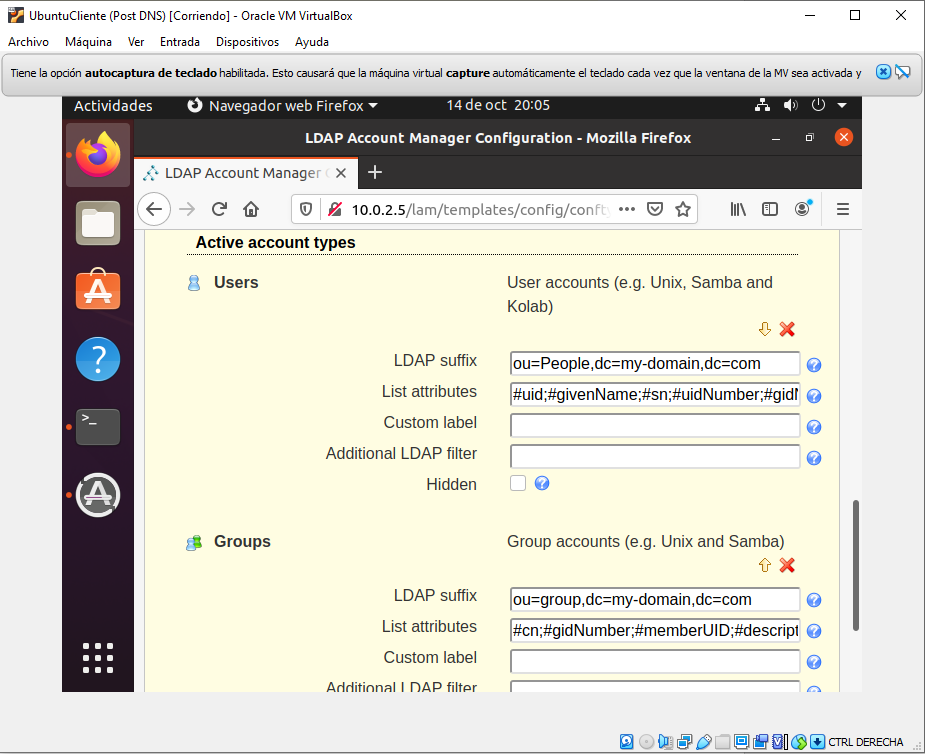 UbuntuCliente (Post DNS) [Corriendo] - Oracle VM VirtualBox
Archivo Máquina Ver Entrada Dispositivos Ayuda
Tiene la opción autocaptura de teclado habilitada. Esto causará que la máquina virtual capture automáticamente el teclado cada vez que la ventana de la MV sea activada y
Actividades Navegador web Firefox 14 de oct 20:05
LDAP Account Manager Configuration - Mozilla Firefox
LDAP Account Manager
10.0.2.5/lam/templates/config/confty
Active account types
Users User accounts (e.g. Unix, Samba and
Kolab)
LDAP suffix ou=People,dc=my-domain,dc=com
List attributes #uid;#givenName;#sn;#uidNumber;#gidN
Custom label
Additional LDAP filter
Hidden
Groups Group accounts (e.g. Unix and Samba)
LDAP suffix ou=group,dc=my-domain,dc=com
List attributes #cn;#gidNumber;#memberUID;#descript
Custom label
Additional LDAP filter
CTRL DERECHA